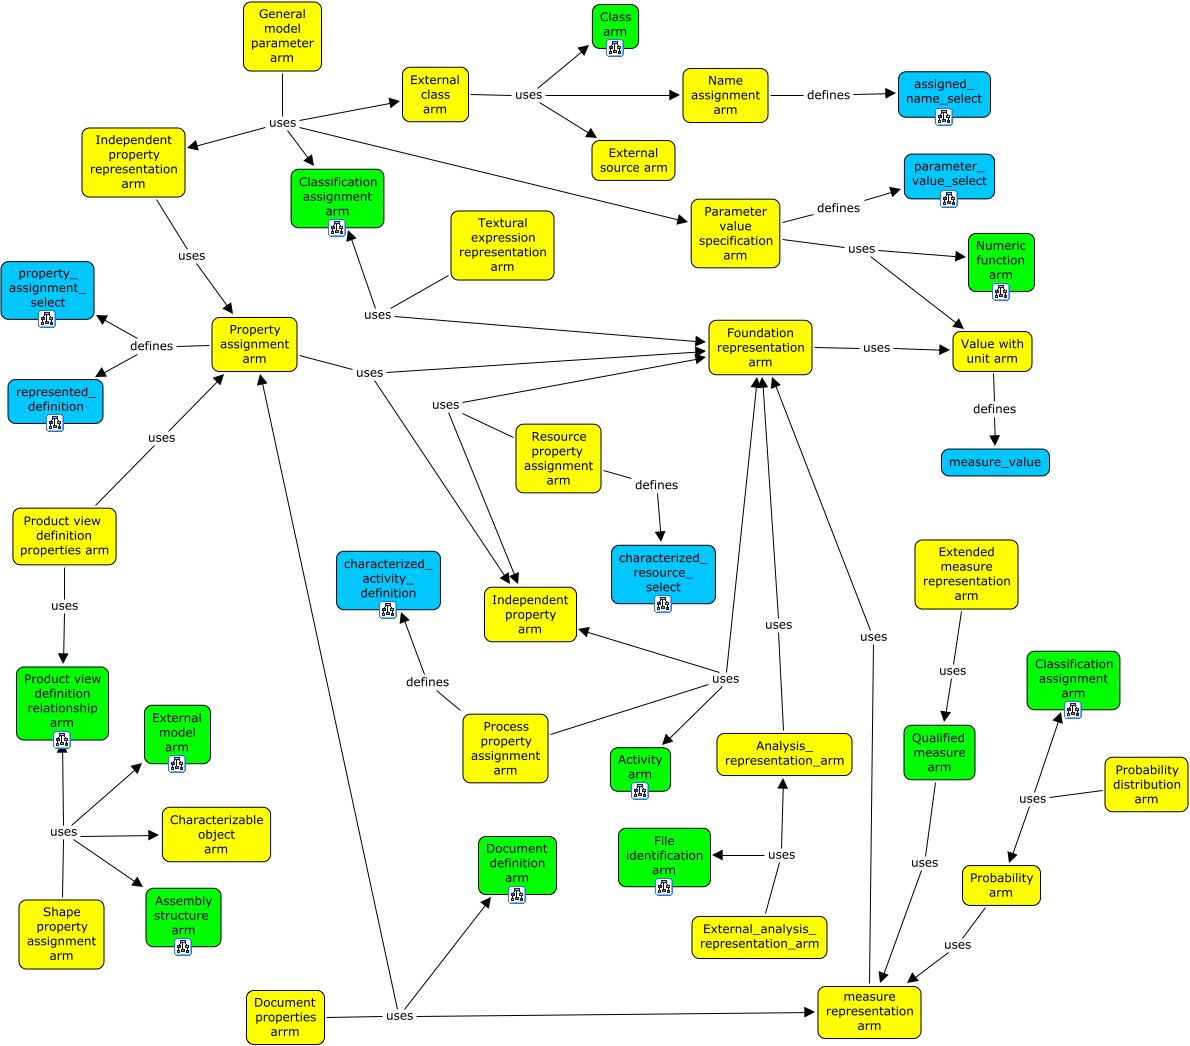 General
model
parameter
arm
Class
arm
External
class
arm
uses
Name
assignment
arm
defines
assigned_
name_select
uses
Independent
property
representation
arm
External
source arm
Classification
assignment
arm
parameter_
value_select
Parameter
value
specification
arm
defines
Textural
expression
representation
arm
uses
Numeric
function
arm
uses
property_
assignment_
select
uses
Property
assignment
arm
defines
Foundation
representation
arm
uses
Value with
unit arm
represented_
definition
uses
uses
defines
uses
Resource
property
assignment
arm
measure_value
defines
Product view
definition
properties arm
characterized_
activity_
definition
characterized_
resource_
select
Extended
measure
representation
arm
uses
Independent
property
arm
uses
uses
Product view
definition
relationship
arm
uses
Classification
assignment
arm
defines
uses
External
model
arm
Process
property
assignment
arm
Activity
arm
Analysis_
representation_arm
Qualified
measure
arm
Probability
distribution
arm
uses
uses
Characterizable
object
arm
Document
definition
arm
File
identification
arm
uses
uses
Probability
arm
Assembly
structure
arm
Shape
property
assignment
arm
External_analysis_
representation_arm
uses
Document
properties
arrm
uses
measure
representation
arm